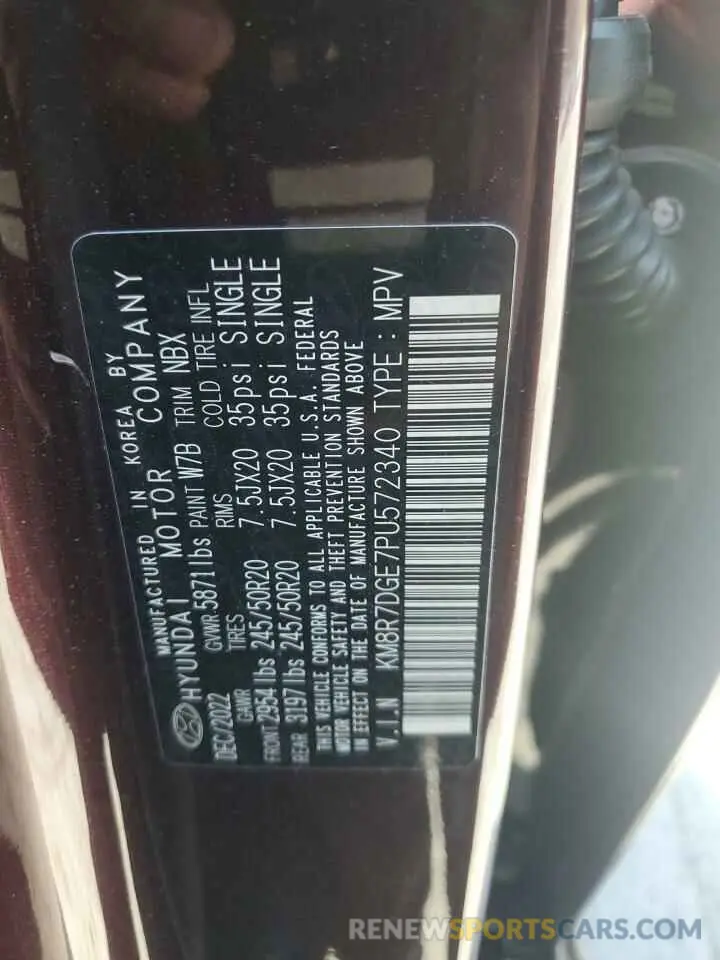 MANUFACTURED IN KOREA BY
HYUNDAI MOTOR COMPANY
DEC/2022 GVWR:5871lbs PAINT W7B TRIM NBX
GAWR TIRES RIMS COLD TIRE INFL
FRONT 2954lbs 245/50R20 7.5JX20 35psi SINGLE
REAR 3197lbs 245/50R20 7.5JX20 35psi SINGLE
THIS VEHICLE CONFORMS TO ALL APPLICABLE U.S.A. FEDERAL
MOTOR VEHICLE SAFETY AND THEFT PREVENTION STANDARDS
IN EFFECT ON THE DATE OF MANUFACTURE SHOWN ABOVE
V.I.N KM8R7DGE7PU572340 TYPE : MPV
RENEWSPORTSCARS.COM